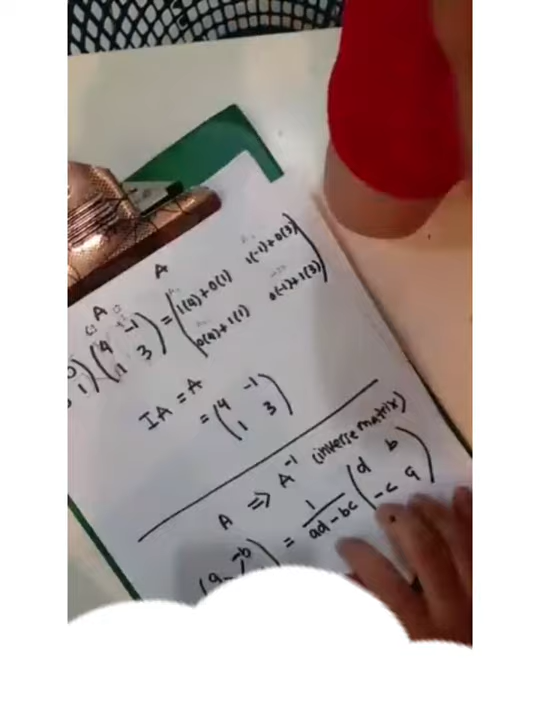 A
A
1)(4 -1 1 3) = (1(4)+0(1) 1(-1)+0(3)
0(4)+1(1) 0(-1)+1(3))
IA = A
= (4 -1
1 3)
A => A⁻¹ (inverse matrix)
(a -b = 1/(ad-bc) (d b
-c a)